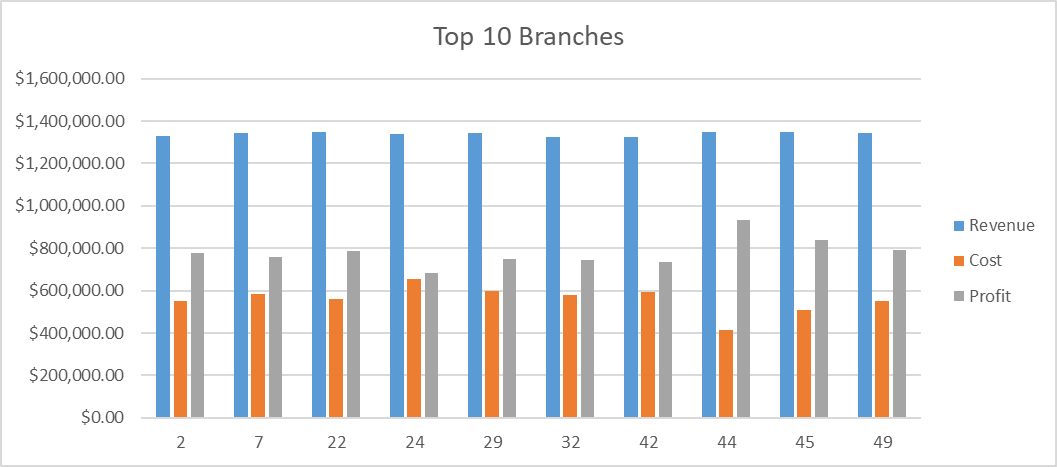 Top 10 Branches
$1,600,000.00
$1,400,000.00
$1,200,000.00
$1,000,000.00
$800,000.00
$600,000.00
$400,000.00
$200,000.00
$0.00
2 7 22 24 29 32 42 44 45 49
Revenue
Cost
Profit